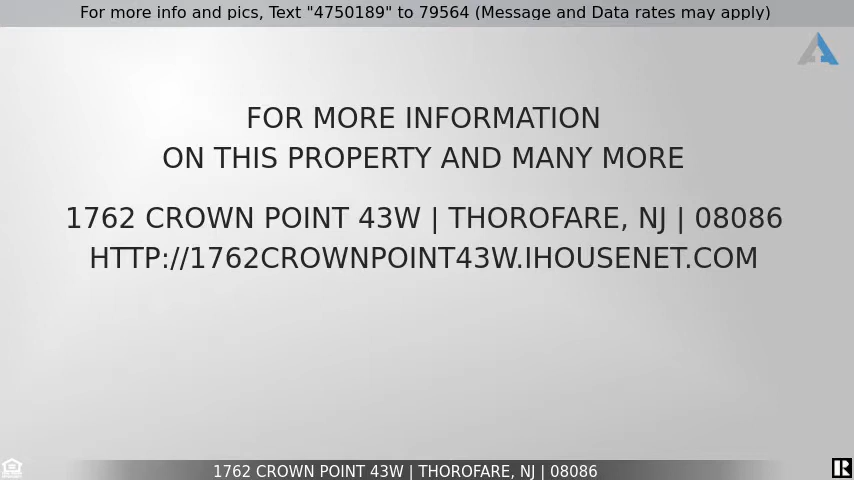 For more info and pics, Text "4750189" to 79564 (Message and Data rates may apply)
FOR MORE INFORMATION
ON THIS PROPERTY AND MANY MORE
1762 CROWN POINT 43W | THOROFARE, NJ | 08086
HTTP://1762CROWNPOINT43W.IHOUSENET.COM
1762 CROWN POINT 43W | THOROFARE, NJ | 08086